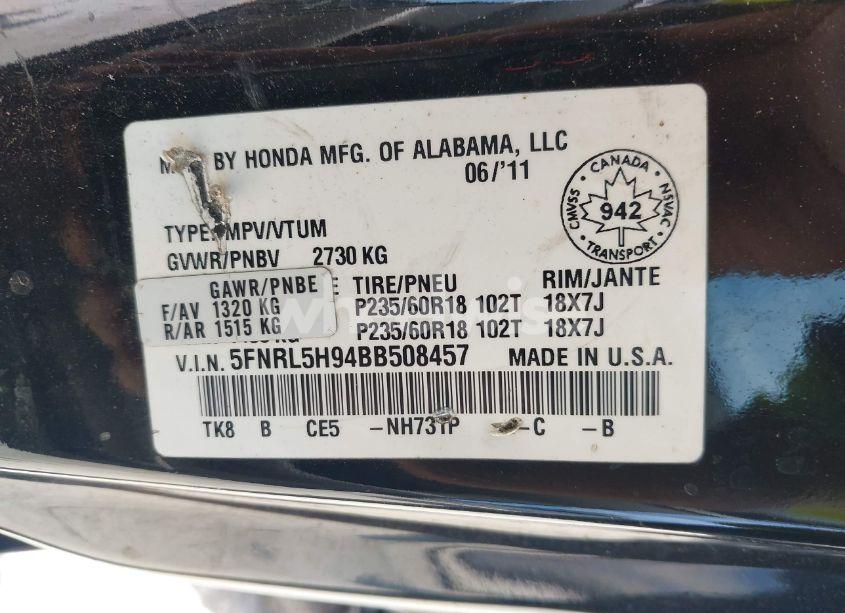 BY HONDA MFG. OF ALABAMA, LLC
06/'11
CANADA
CMVSS
942
NSVAC
TRANSPORT
TYPE: MPV/VTUM
GVWR/PNBV 2730 KG
GAWR/PNBE E TIRE/PNEU RIM/JANTE
F/AV 1320 KG P235/60R18 102T 18X7J
R/AR 1515 KG P235/60R18 102T 18X7J
V.I.N. 5FNRL5H94BB508457 MADE IN U.S.A.
TK8 B CE5 -NH731P -C -B